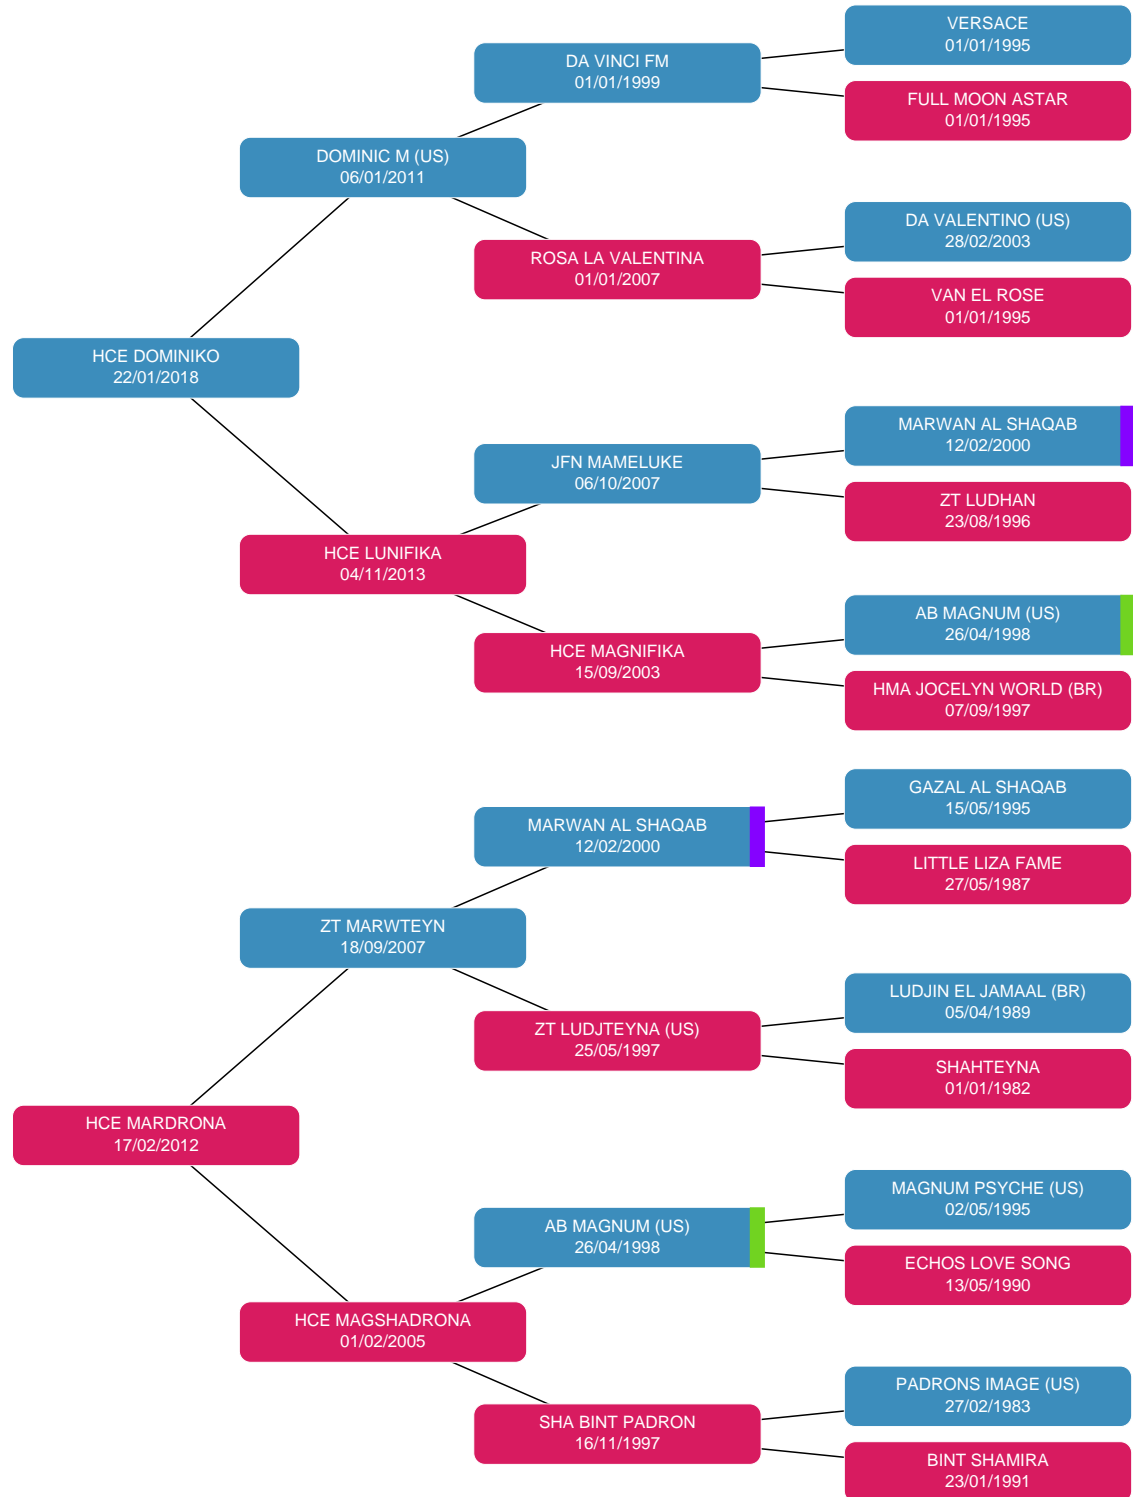 VERSACE
01/01/1995
DA VINCI FM
01/01/1999
FULL MOON ASTAR
01/01/1995
DOMINIC M (US)
06/01/2011
DA VALENTINO (US)
28/02/2003
ROSA LA VALENTINA
01/01/2007
VAN EL ROSE
01/01/1995
HCE DOMINIKO
22/01/2018
MARWAN AL SHAQAB
12/02/2000
JFN MAMELUKE
06/10/2007
ZT LUDHAN
23/08/1996
HCE LUNIFIKA
04/11/2013
AB MAGNUM (US)
26/04/1998
HCE MAGNIFIKA
15/09/2003
HMA JOCELYN WORLD (BR)
07/09/1997
GAZAL AL SHAQAB
15/05/1995
MARWAN AL SHAQAB
12/02/2000
LITTLE LIZA FAME
27/05/1987
ZT MARWTEYN
18/09/2007
LUDJIN EL JAMAAL (BR)
05/04/1989
ZT LUDJTEYNA (US)
25/05/1997
SHAHTEYNA
01/01/1982
HCE MARDRONA
17/02/2012
MAGNUM PSYCHE (US)
02/05/1995
AB MAGNUM (US)
26/04/1998
ECHOS LOVE SONG
13/05/1990
HCE MAGSHADRONA
01/02/2005
PADRONS IMAGE (US)
27/02/1983
SHA BINT PADRON
16/11/1997
BINT SHAMIRA
23/01/1991